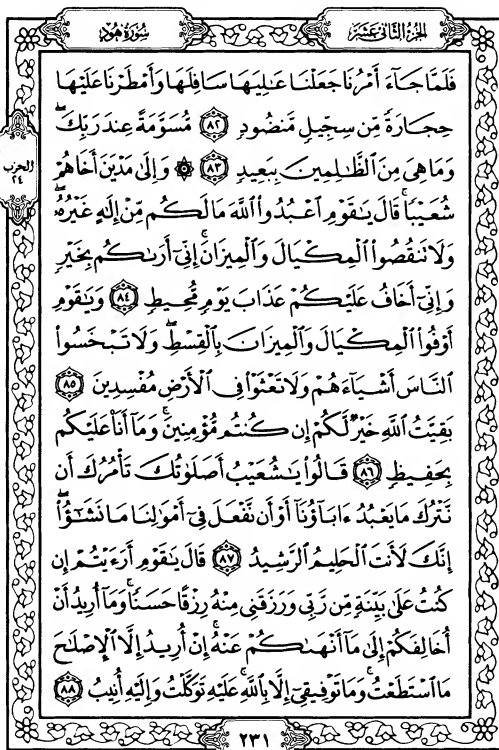 الجزء الثاني عشر
سورة هود
فَلَمَّا جَآءَ أَمْرُنَا جَعَلْنَا عَـٰلِيَهَا سَافِلَهَا وَأَمْطَرْنَا عَلَيْهَا
حِجَارَةً مِّن سِجِّيلٍ مَّنضُودٍ ٨٢ مُّسَوَّمَةً عِندَ رَبِّكَۖ
وَمَا هِىَ مِنَ ٱلظَّـٰلِمِينَ بِبَعِيدٍ ٨٣ ۞ وَإِلَىٰ مَدْيَنَ أَخَاهُمْ
الحزب
٢٤
شُعَيْبًاۚ قَالَ يَـٰقَوْمِ ٱعْبُدُوا۟ ٱللَّهَ مَا لَكُم مِّنْ إِلَـٰهٍ غَيْرُهُۥۖ
وَلَا تَنقُصُوا۟ ٱلْمِكْيَالَ وَٱلْمِيزَانَۚ إِنِّىٓ أَرَىٰكُم بِخَيْرٍ
وَإِنِّىٓ أَخَافُ عَلَيْكُمْ عَذَابَ يَوْمٍ مُّحِيطٍ ٨٤ وَيَـٰقَوْمِ
أَوْفُوا۟ ٱلْمِكْيَالَ وَٱلْمِيزَانَ بِٱلْقِسْطِۖ وَلَا تَبْخَسُوا۟
ٱلنَّاسَ أَشْيَآءَهُمْ وَلَا تَعْثَوْا۟ فِى ٱلْأَرْضِ مُفْسِدِينَ ٨٥
بَقِيَّتُ ٱللَّهِ خَيْرٌ لَّكُمْ إِن كُنتُم مُّؤْمِنِينَۚ وَمَآ أَنَا۠ عَلَيْكُم
بِحَفِيظٍ ٨٦ قَالُوا۟ يَـٰشُعَيْبُ أَصَلَوٰتُكَ تَأْمُرُكَ أَن
نَّتْرُكَ مَا يَعْبُدُ ءَابَآؤُنَآ أَوْ أَن نَّفْعَلَ فِىٓ أَمْوَٰلِنَا مَا نَشَـٰٓؤُا۟ۖ
إِنَّكَ لَأَنتَ ٱلْحَلِيمُ ٱلرَّشِيدُ ٨٧ قَالَ يَـٰقَوْمِ أَرَءَيْتُمْ إِن
كُنتُ عَلَىٰ بَيِّنَةٍ مِّن رَّبِّى وَرَزَقَنِى مِنْهُ رِزْقًا حَسَنًاۚ وَمَآ أُرِيدُ أَنْ
أُخَالِفَكُمْ إِلَىٰ مَآ أَنْهَىٰكُمْ عَنْهُۚ إِنْ أُرِيدُ إِلَّا ٱلْإِصْلَـٰحَ
مَا ٱسْتَطَعْتُۚ وَمَا تَوْفِيقِىٓ إِلَّا بِٱللَّهِۚ عَلَيْهِ تَوَكَّلْتُ وَإِلَيْهِ أُنِيبُ ٨٨
٢٣١